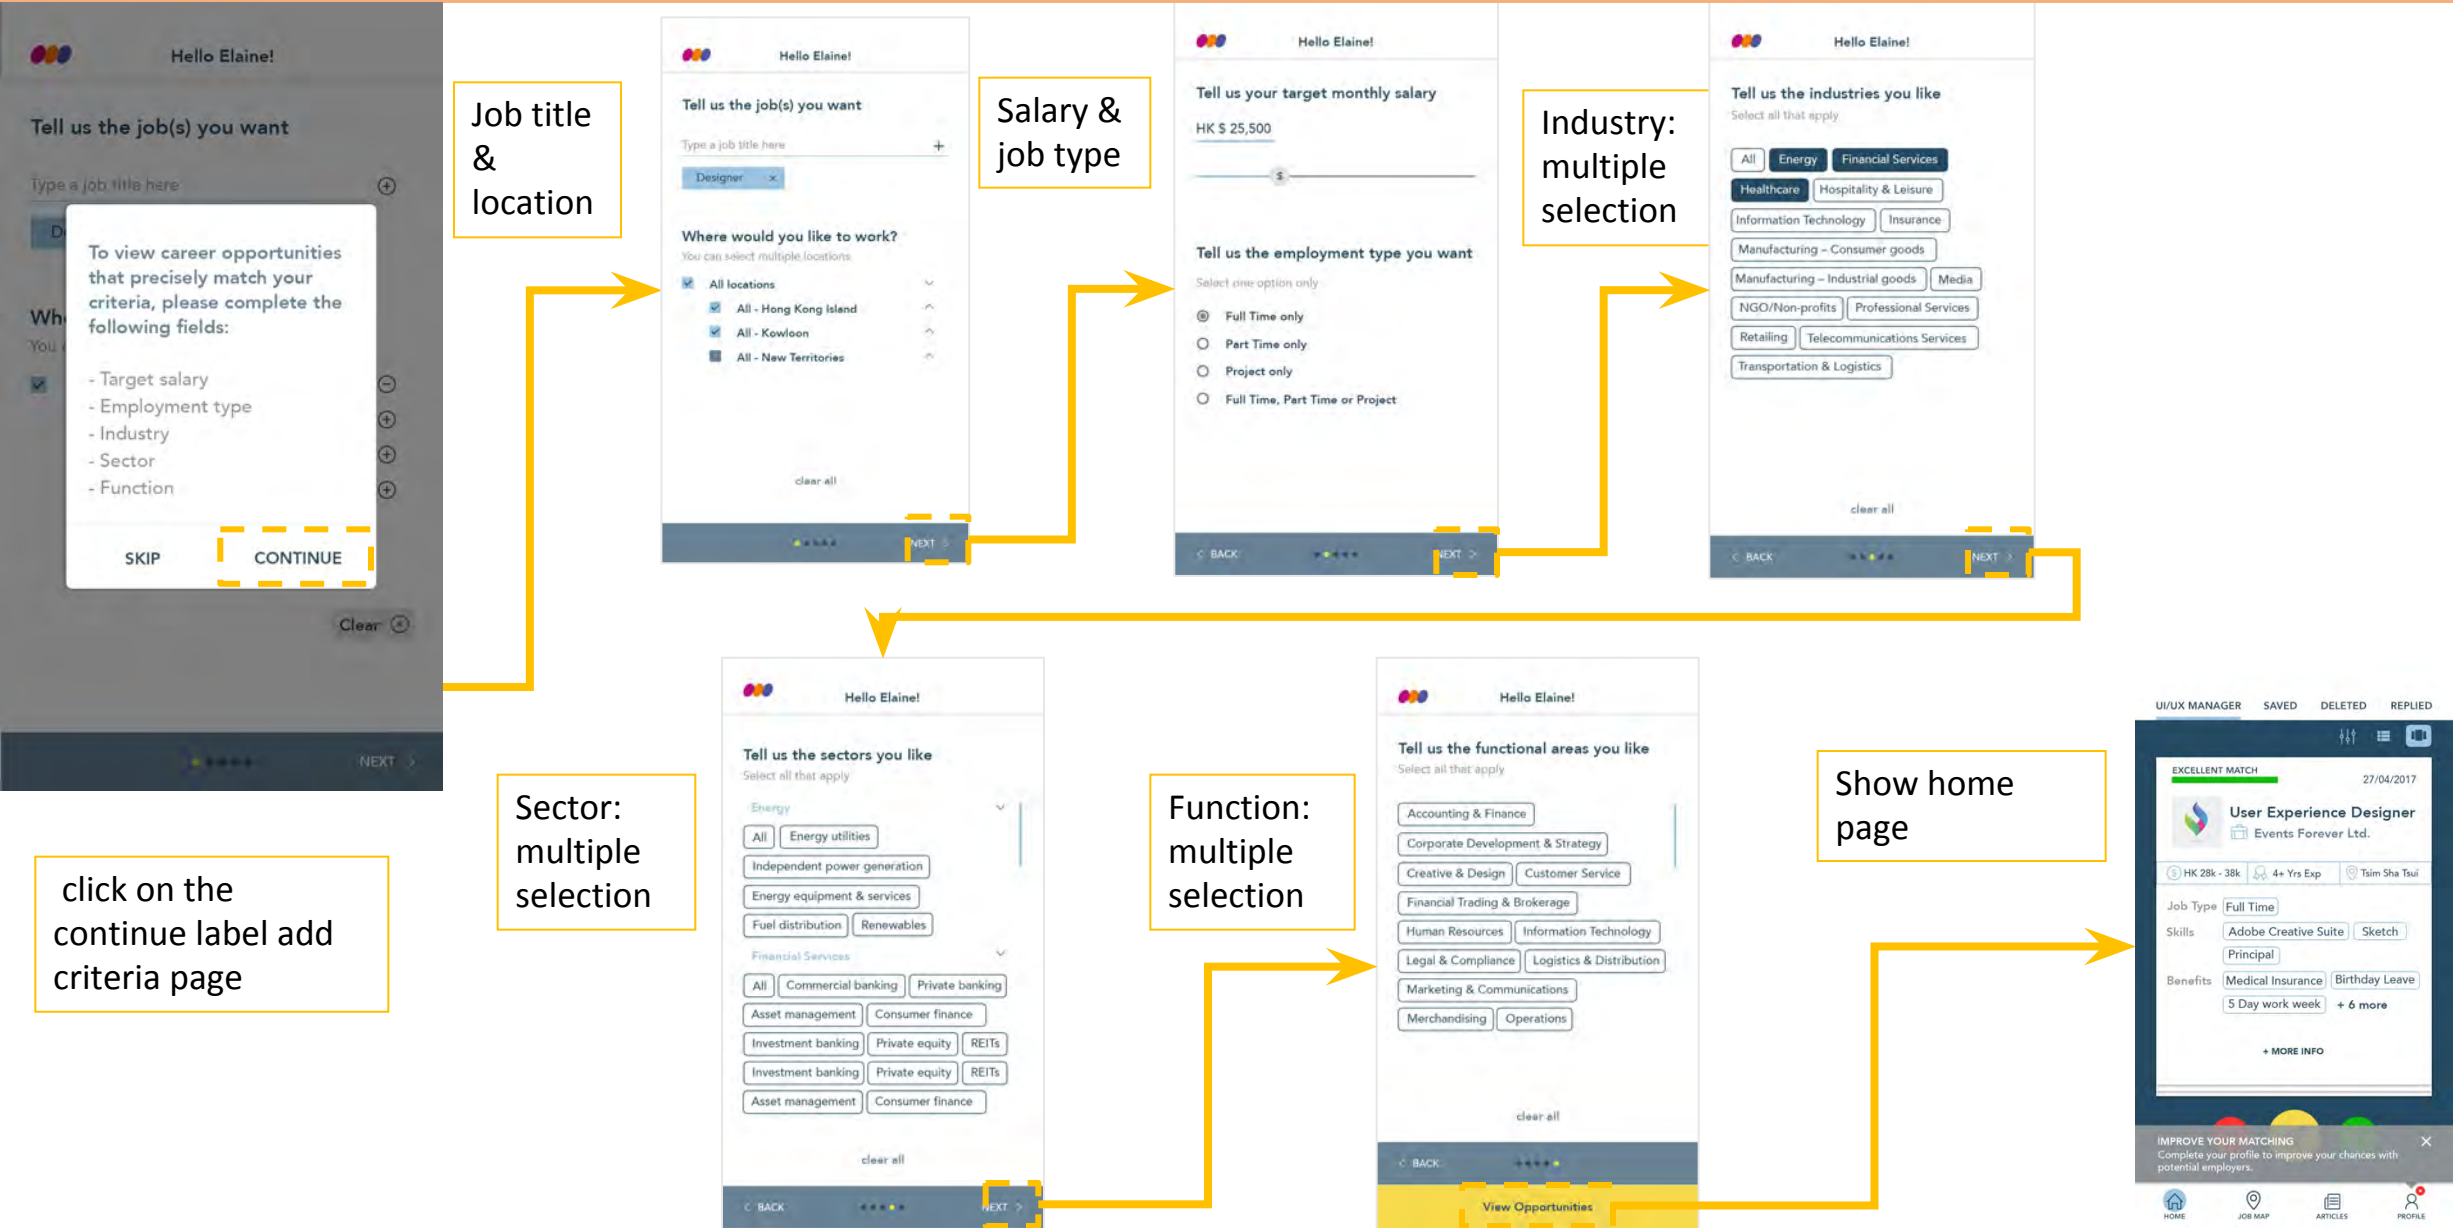 Hello Elaine!
Tell us the job(s) you want
Type a job title here
To view career opportunities
that precisely match your
criteria, please complete the
following fields:
- Target salary
- Employment type
- Industry
- Sector
- Function
SKIP CONTINUE
Clear
NEXT >
click on the
continue label add
criteria page
Job title
&
location
Hello Elaine!
Tell us the job(s) you want
Type a job title here +
Designer ×
Where would you like to work?
You can select multiple locations
All locations
All - Hong Kong Island
All - Kowloon
All - New Territories
clear all
NEXT >
Salary &
job type
Hello Elaine!
Tell us your target monthly salary
HK $ 25,500
$
Tell us the employment type you want
Select one option only
Full Time only
Part Time only
Project only
Full Time, Part Time or Project
< BACK NEXT >
Industry:
multiple
selection
Hello Elaine!
Tell us the industries you like
Select all that apply
All Energy Financial Services
Healthcare Hospitality & Leisure
Information Technology Insurance
Manufacturing – Consumer goods
Manufacturing – Industrial goods Media
NGO/Non-profits Professional Services
Retailing Telecommunications Services
Transportation & Logistics
clear all
< BACK NEXT >
Sector:
multiple
selection
Hello Elaine!
Tell us the sectors you like
Select all that apply
Energy
All Energy utilities
Independent power generation
Energy equipment & services
Fuel distribution Renewables
Financial Services
All Commercial banking Private banking
Asset management Consumer finance
Investment banking Private equity REITs
Investment banking Private equity REITs
Asset management Consumer finance
clear all
< BACK NEXT >
Function:
multiple
selection
Hello Elaine!
Tell us the functional areas you like
Select all that apply
Accounting & Finance
Corporate Development & Strategy
Creative & Design Customer Service
Financial Trading & Brokerage
Human Resources Information Technology
Legal & Compliance Logistics & Distribution
Marketing & Communications
Merchandising Operations
clear all
< BACK
View Opportunities
Show home
page
UI/UX MANAGER SAVED DELETED REPLIED
EXCELLENT MATCH
27/04/2017
User Experience Designer
Events Forever Ltd.
HK 28k - 38k 4+ Yrs Exp Tsim Sha Tsui
Job Type Full Time
Skills Adobe Creative Suite Sketch
Principal
Benefits Medical Insurance Birthday Leave
5 Day work week + 6 more
+ MORE INFO
IMPROVE YOUR MATCHING
Complete your profile to improve your chances with
potential employers.
HOME JOB MAP ARTICLES PROFILE